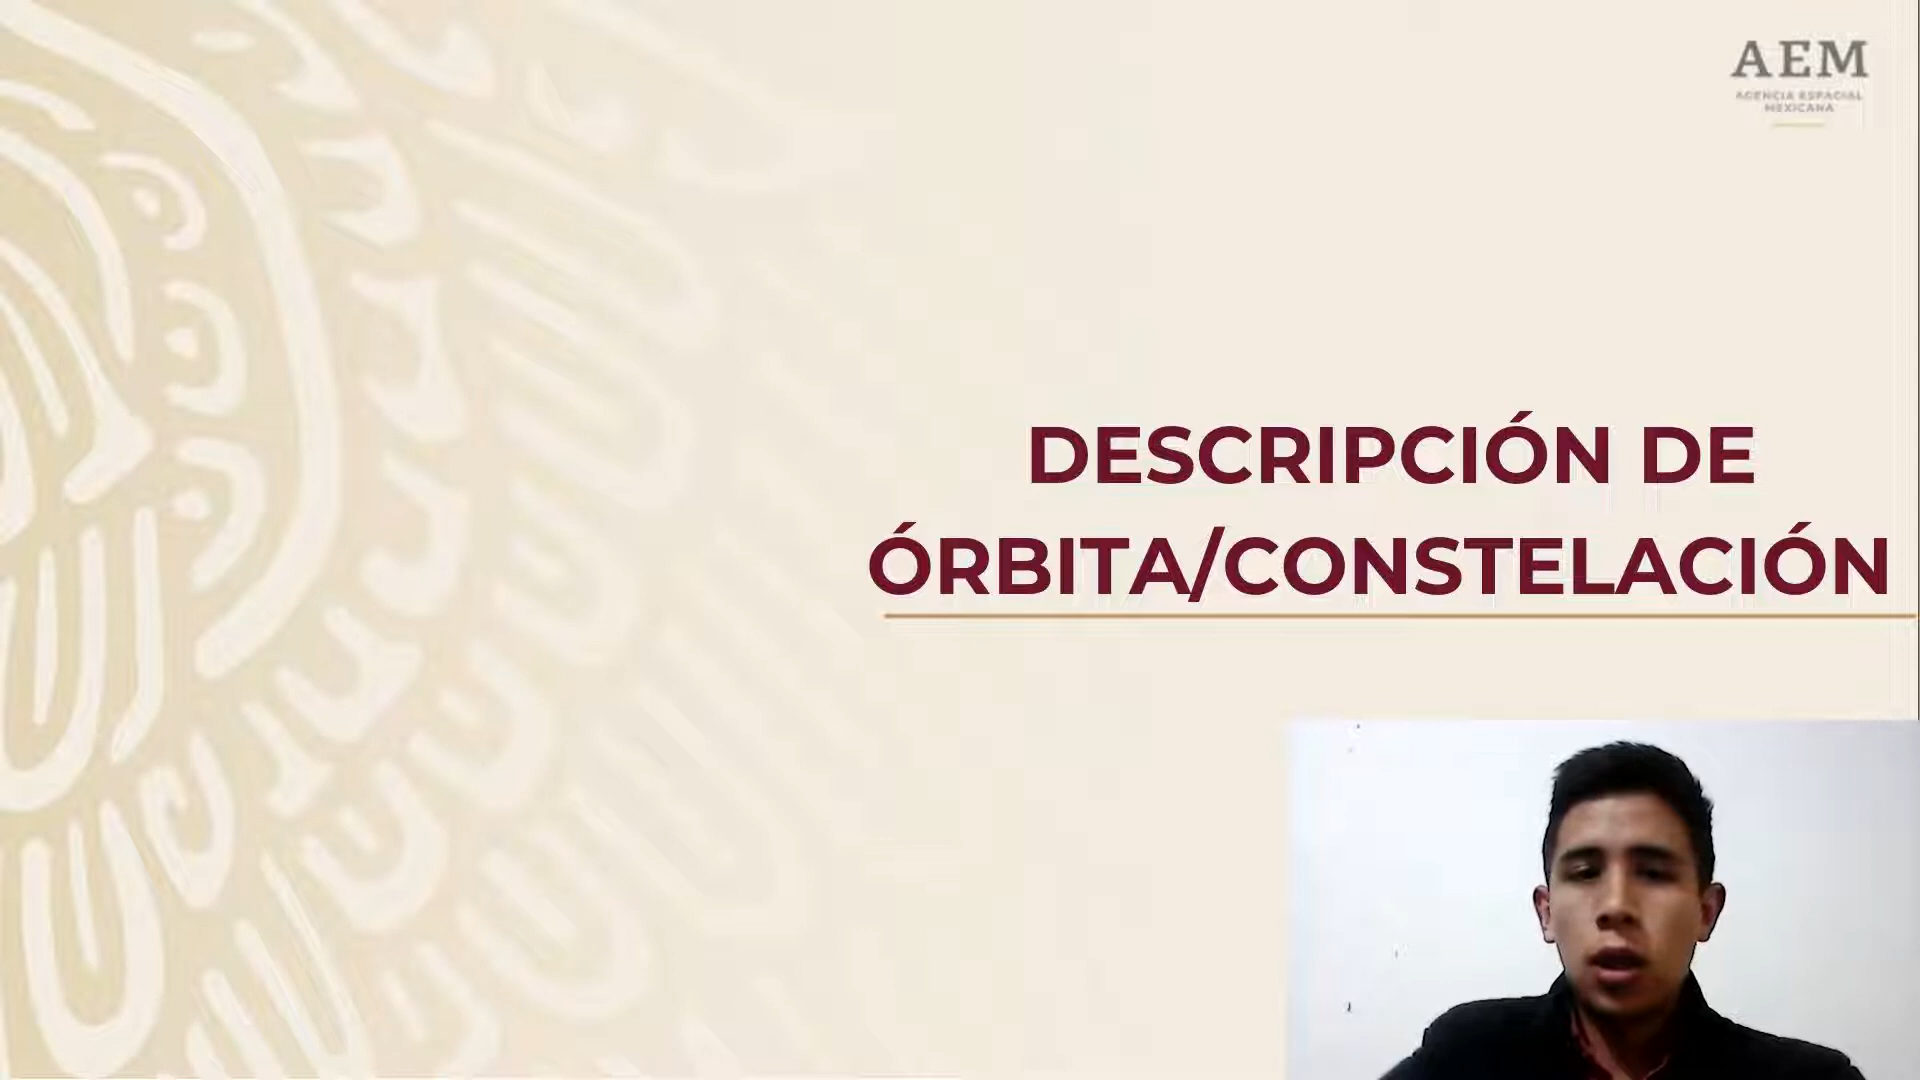 AEM
AGENCIA ESPACIAL
MEXICANA
DESCRIPCIÓN DE
ÓRBITA/CONSTELACIÓN